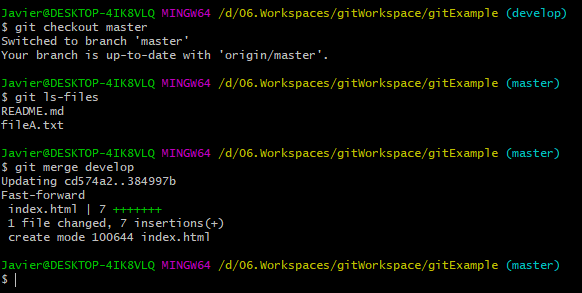 Javier@DESKTOP-4IK8VLQ MINGW64 /d/06.Workspaces/gitWorkspace/gitExample (develop)
$ git checkout master
Switched to branch 'master'
Your branch is up-to-date with 'origin/master'.
Javier@DESKTOP-4IK8VLQ MINGW64 /d/06.Workspaces/gitWorkspace/gitExample (master)
$ git ls-files
README.md
fileA.txt
Javier@DESKTOP-4IK8VLQ MINGW64 /d/06.Workspaces/gitWorkspace/gitExample (master)
$ git merge develop
Updating cd574a2..384997b
Fast-forward
 index.html | 7 +++++++
 1 file changed, 7 insertions(+)
 create mode 100644 index.html
Javier@DESKTOP-4IK8VLQ MINGW64 /d/06.Workspaces/gitWorkspace/gitExample (master)
$